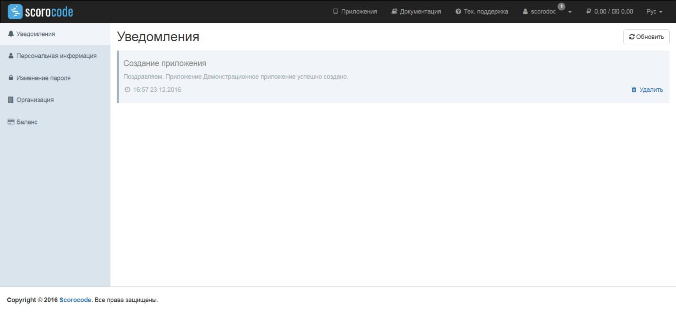 scorocode
Приложения
Документация
Тех. поддержка
scorodoc
1
0,00 /
0,00
Рус
Уведомления
Персональная информация
Изменение пароля
Организация
Баланс
Уведомления
Обновить
Создание приложения
Поздравляем. Приложение Демонстрационное приложение успешно создано.
16:57 23.12.2016
Удалить
Copyright © 2016 Scorocode. Все права защищены.